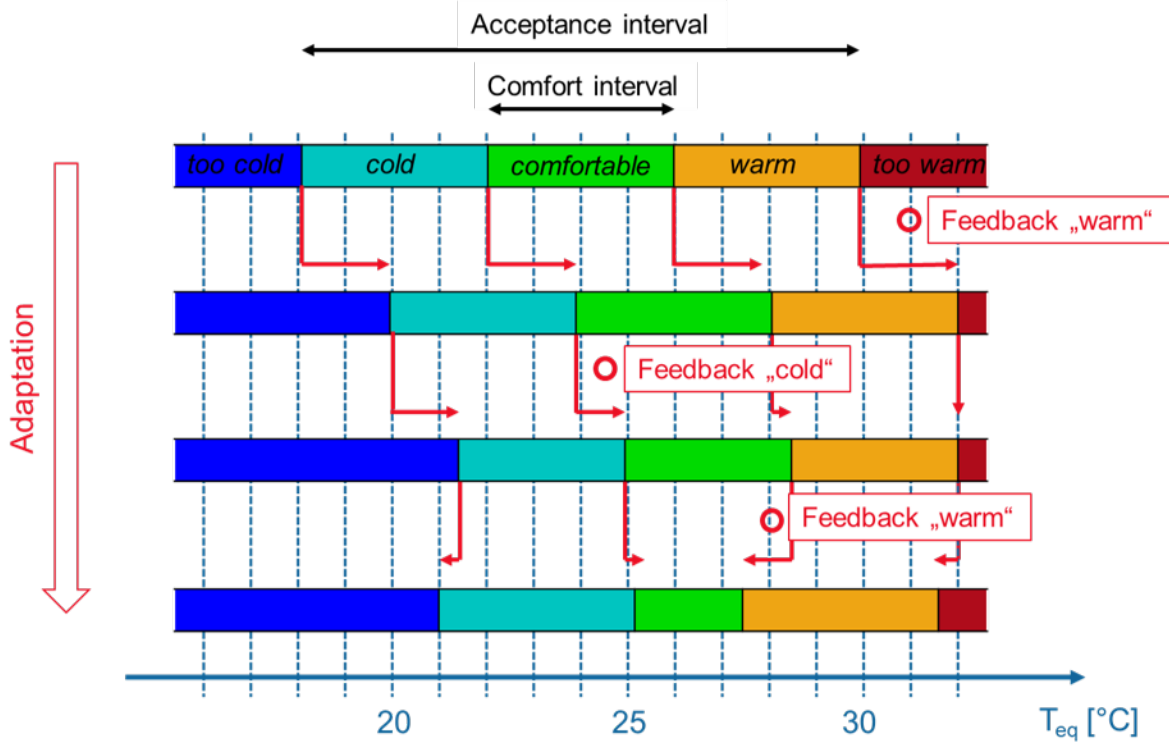 Acceptance interval
Comfort interval
too cold cold comfortable warm too warm
Feedback „warm“
Feedback „cold“
Feedback „warm“
Adaptation
20 25 30 T_eq [°C]